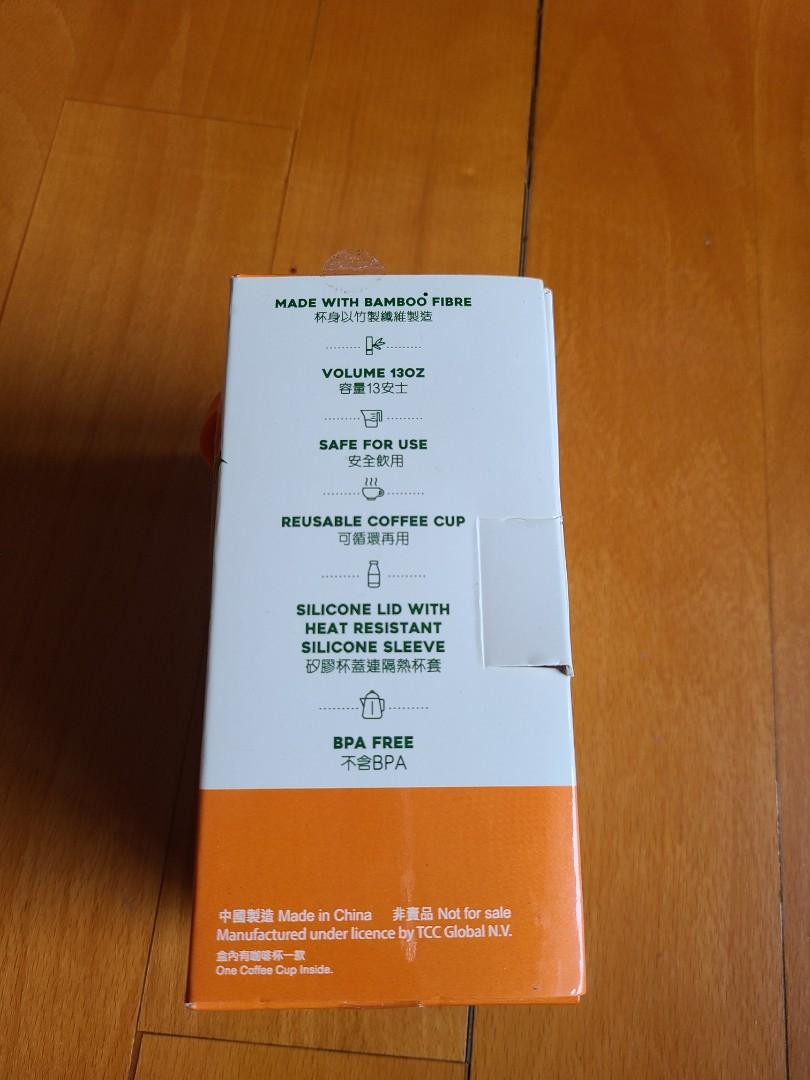 MADE WITH BAMBOO FIBRE
杯身以竹製纖維製造
VOLUME 13OZ
容量13安士
SAFE FOR USE
安全飲用
REUSABLE COFFEE CUP
可循環再用
SILICONE LID WITH
HEAT RESISTANT
SILICONE SLEEVE
矽膠杯蓋連隔熱杯套
BPA FREE
不含BPA
中國製造 Made in China 非賣品 Not for sale
Manufactured under licence by TCC Global N.V.
盒內有咖啡杯一款
One Coffee Cup Inside.